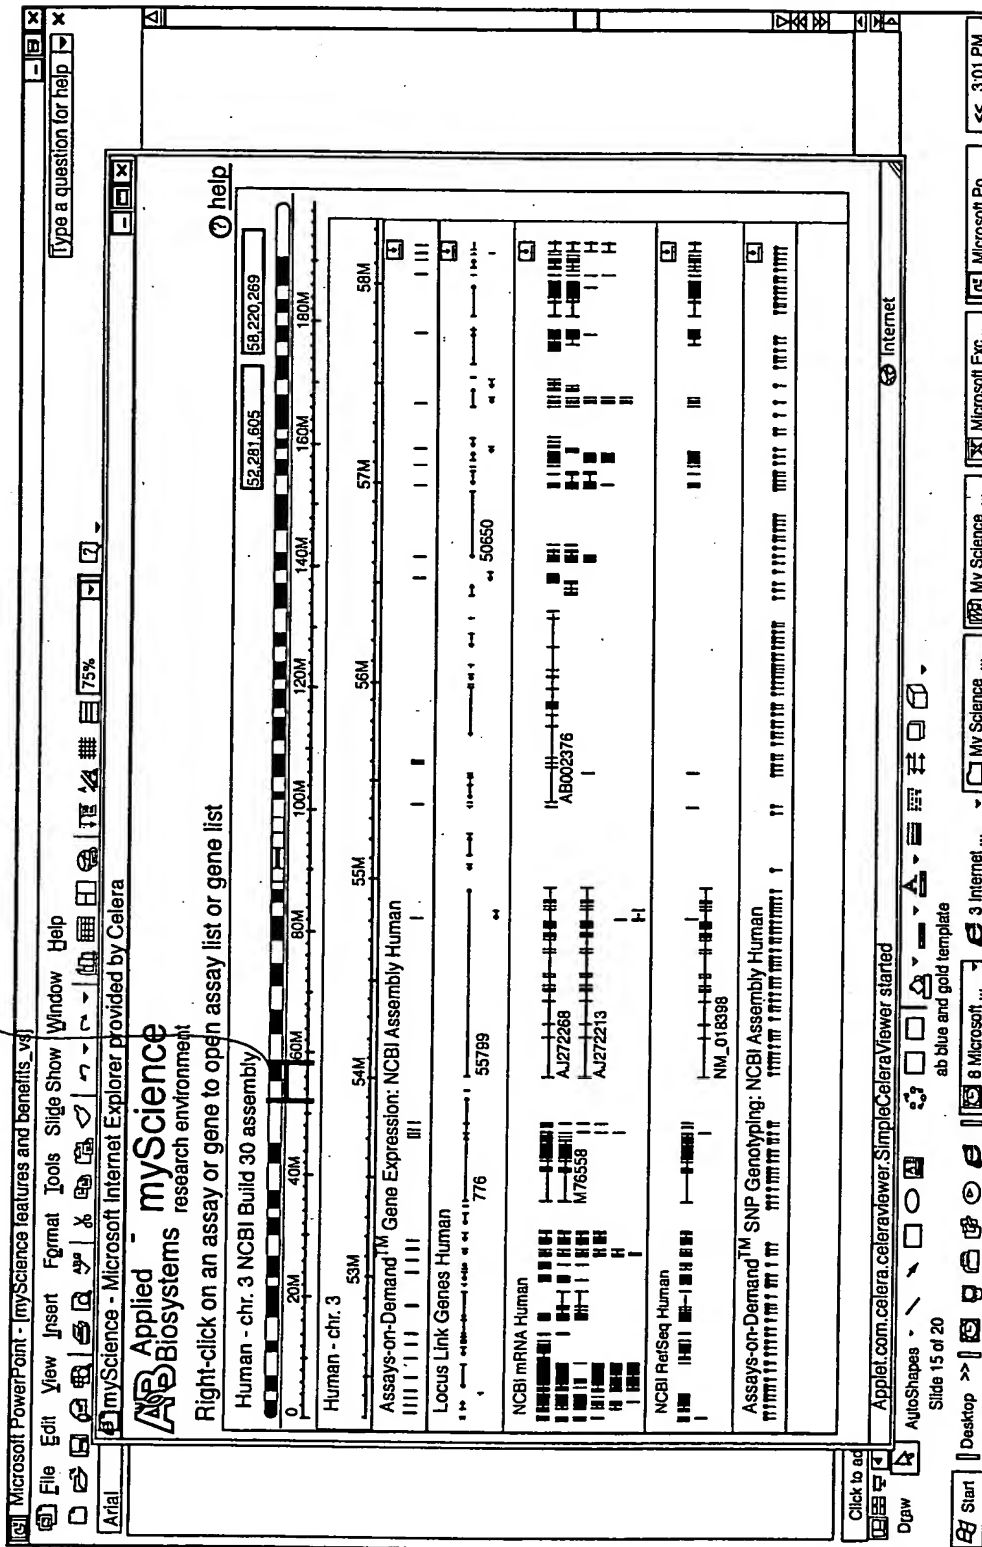 Microsoft PowerPoint - [myScience features and benefits_vs]
File Edit View Insert Format Tools Slide Show Window Help
Type a question for help
75%
Arial
myScience - Microsoft Internet Explorer provided by Celera
AB Applied Biosystems
myScience
research environment
help
Right-click on an assay or gene to open assay list or gene list
Human - chr. 3 NCBI Build 30 assembly
52,281,605
58,220,269
0 20M 40M 60M 80M 100M 120M 140M 160M 180M
Human - chr. 3
53M 54M 55M 56M 57M 58M
Assays-on-Demand™ Gene Expression: NCBI Assembly Human
Locus Link Genes Human
776 55799 50650
NCBI mRNA Human
M76558
AJ272268
AJ272213
AB002376
NCBI RefSeq Human
NM_018398
Assays-on-Demand™ SNP Genotyping: NCBI Assembly Human
Applet.com.celera.celeraviewer.SimpleCeleraViewer started
Internet
Click to ad
Draw AutoShapes
Slide 15 of 20
ab blue and gold template
Start Desktop >> 8 Microsoft ... 3 Internet ... My Science ... My Science ... Microsoft Exc... Microsoft Po... << 3:01 PM